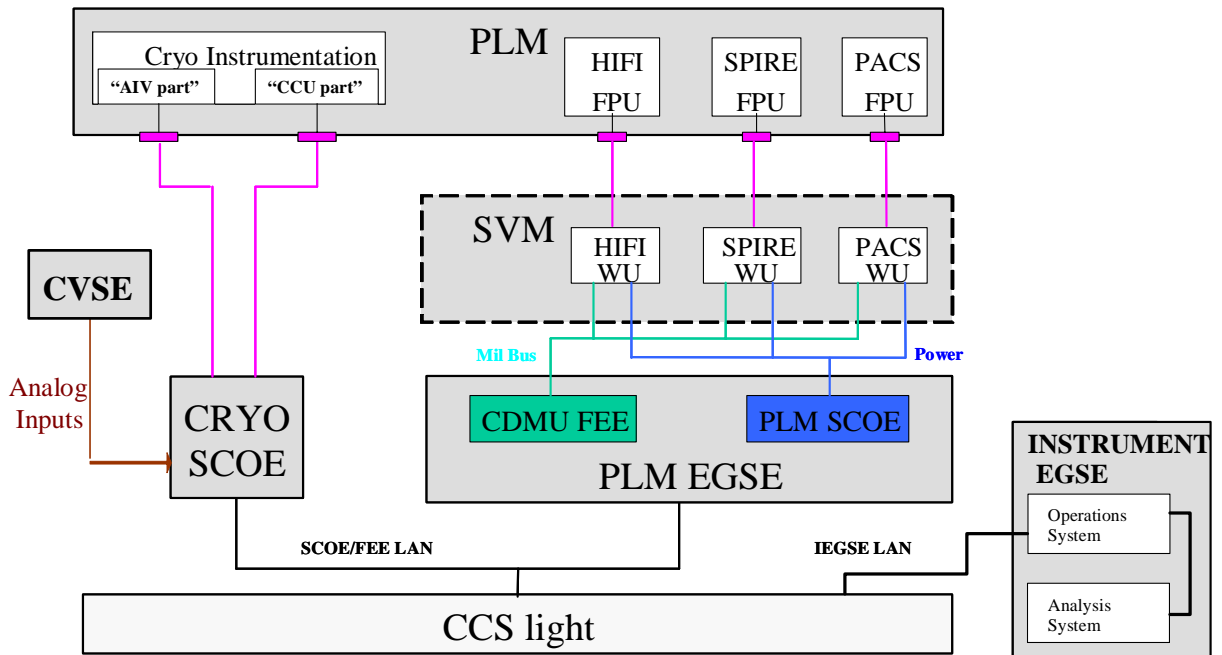 PLM
Cryo Instrumentation
“AIV part”
“CCU part”
HIFI
FPU
SPIRE
FPU
PACS
FPU
SVM
HIFI
WU
SPIRE
WU
PACS
WU
CVSE
Mil Bus
Power
Analog
Inputs
CRYO
SCOE
CDMU FEE
PLM SCOE
PLM EGSE
INSTRUMENT
EGSE
Operations
System
Analysis
System
SCOE/FEE LAN
IEGSE LAN
CCS light